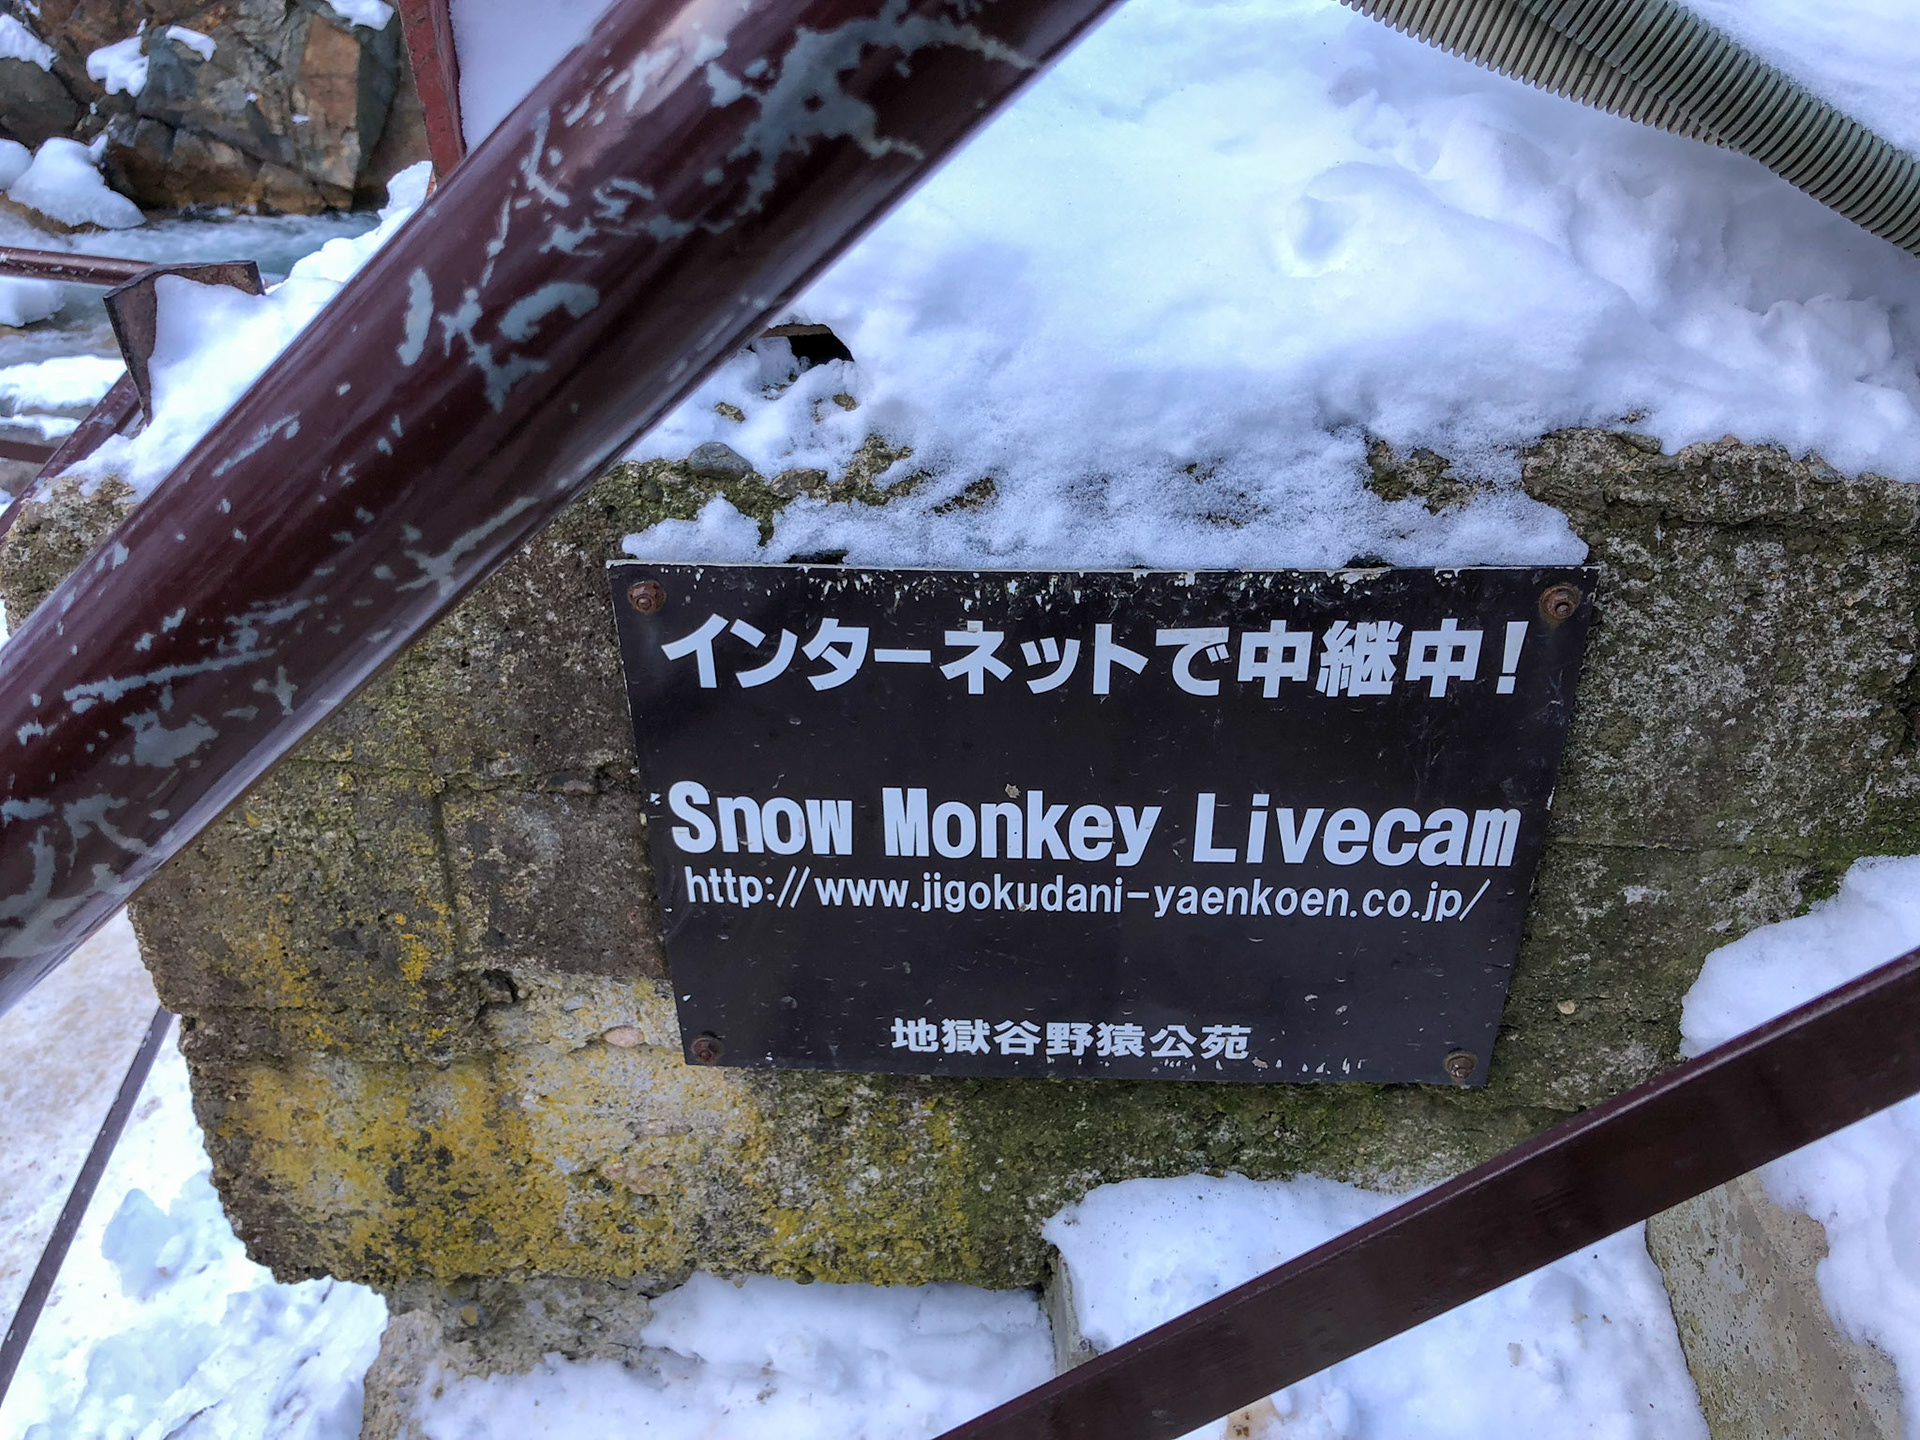 インターネットで中継中！
Snow Monkey Livecam
http://www.jigokudani-yaenkoen.co.jp/
地獄谷野猿公苑